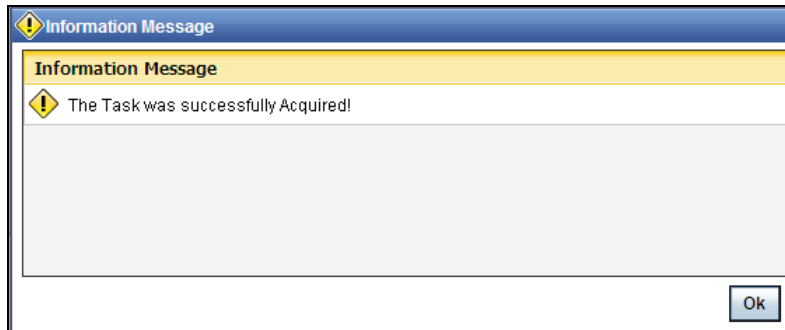 Information Message
Information Message
The Task was successfully Acquired!
Ok